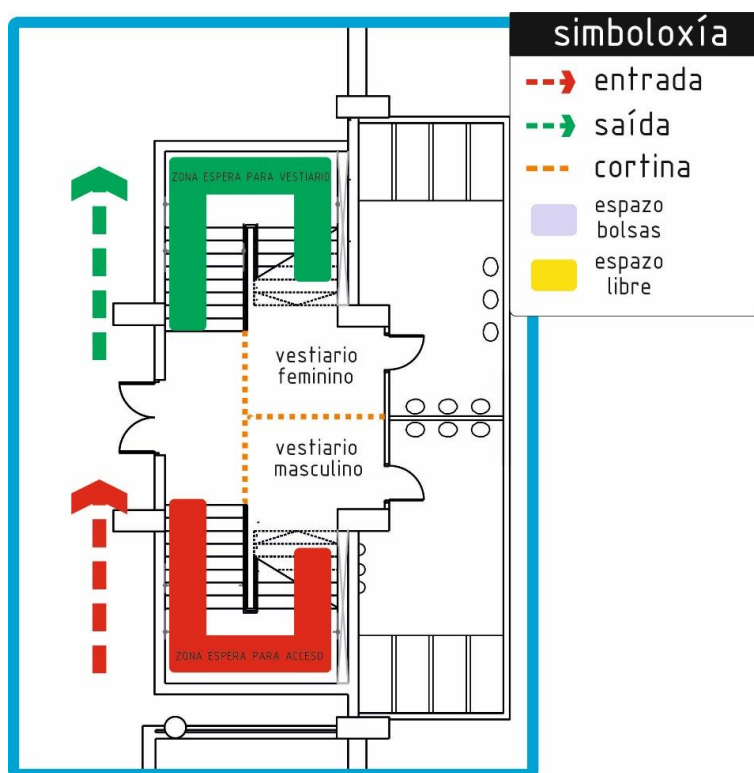 simboloxía
entrada
saída
cortina
espazo
bolsas
espazo
libre
ZONA ESPERA PARA VESTIARIO
vestiario
feminino
vestiario
masculino
ZONA ESPERA PARA ACCESO